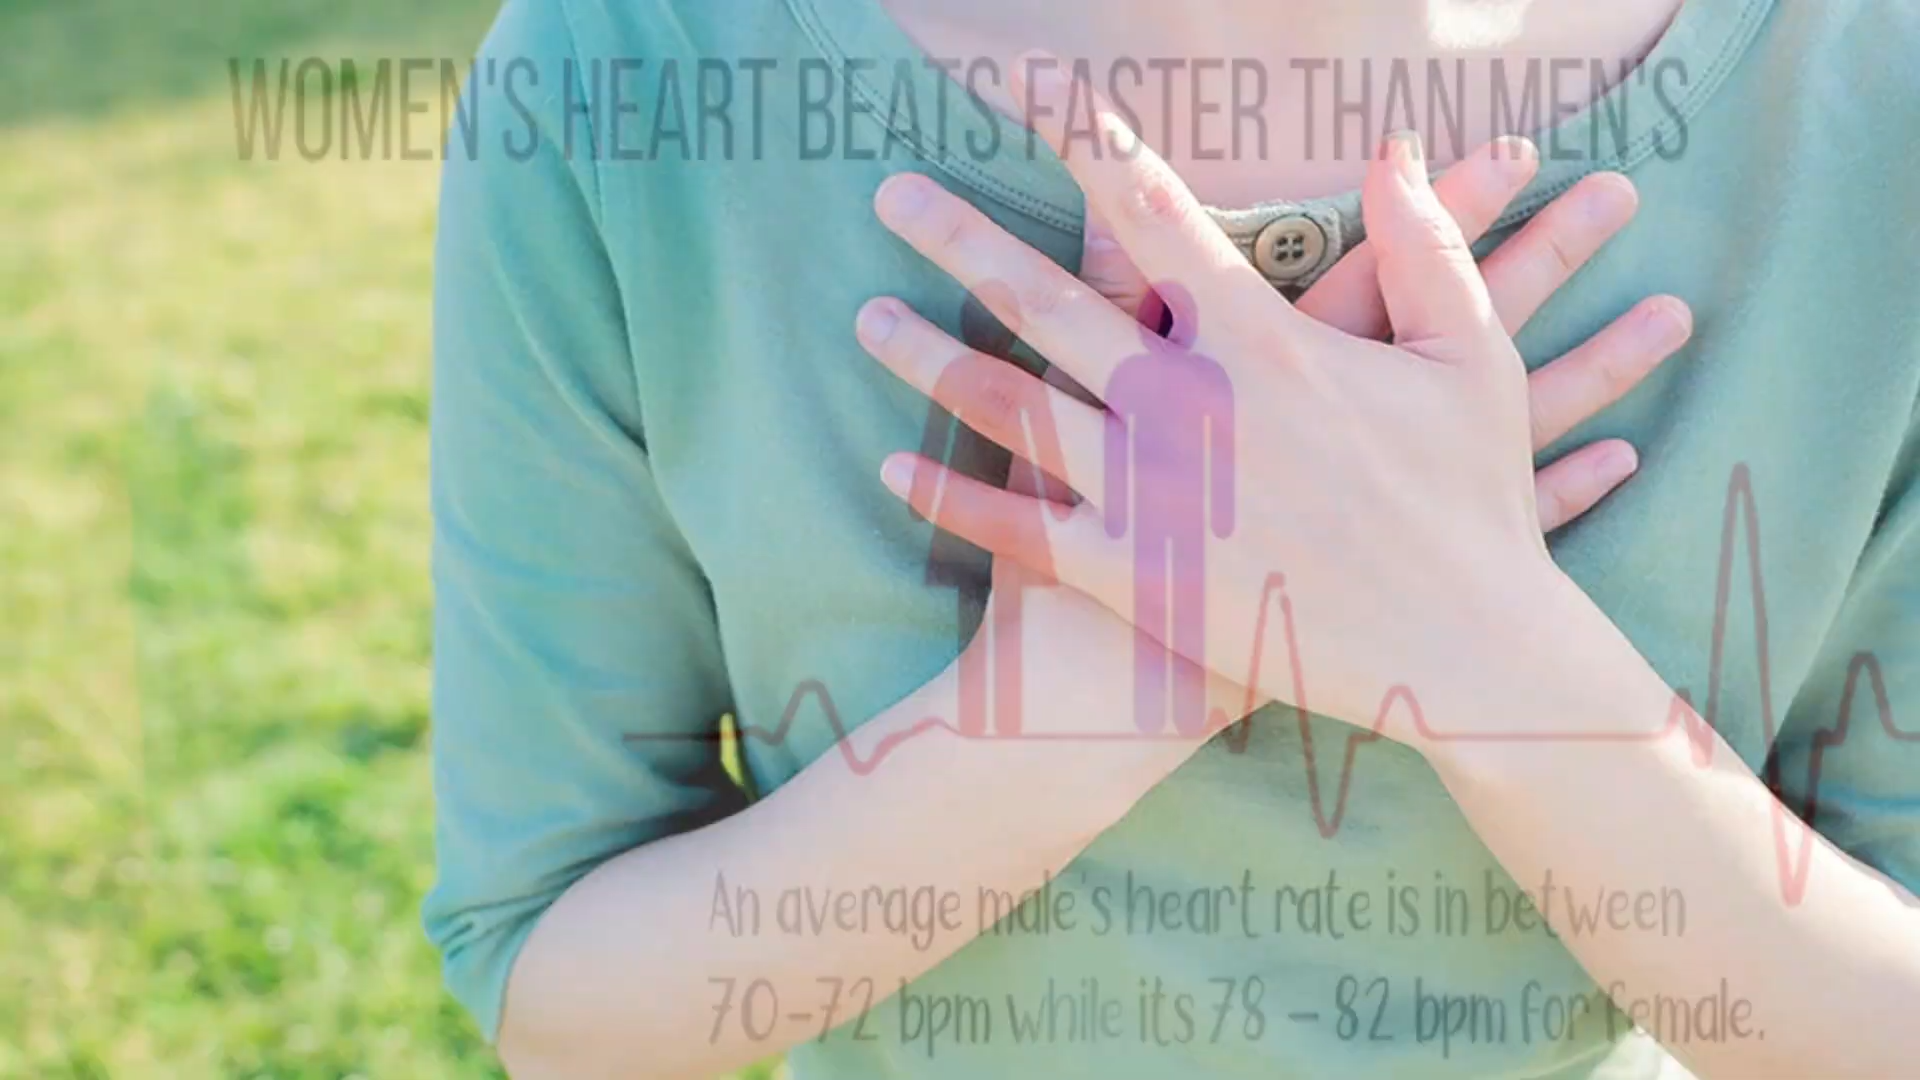 WOMEN'S HEART BEATS FASTER THAN MEN'S
An average male's heart rate is in between
70-72 bpm while its 78 – 82 bpm for female.